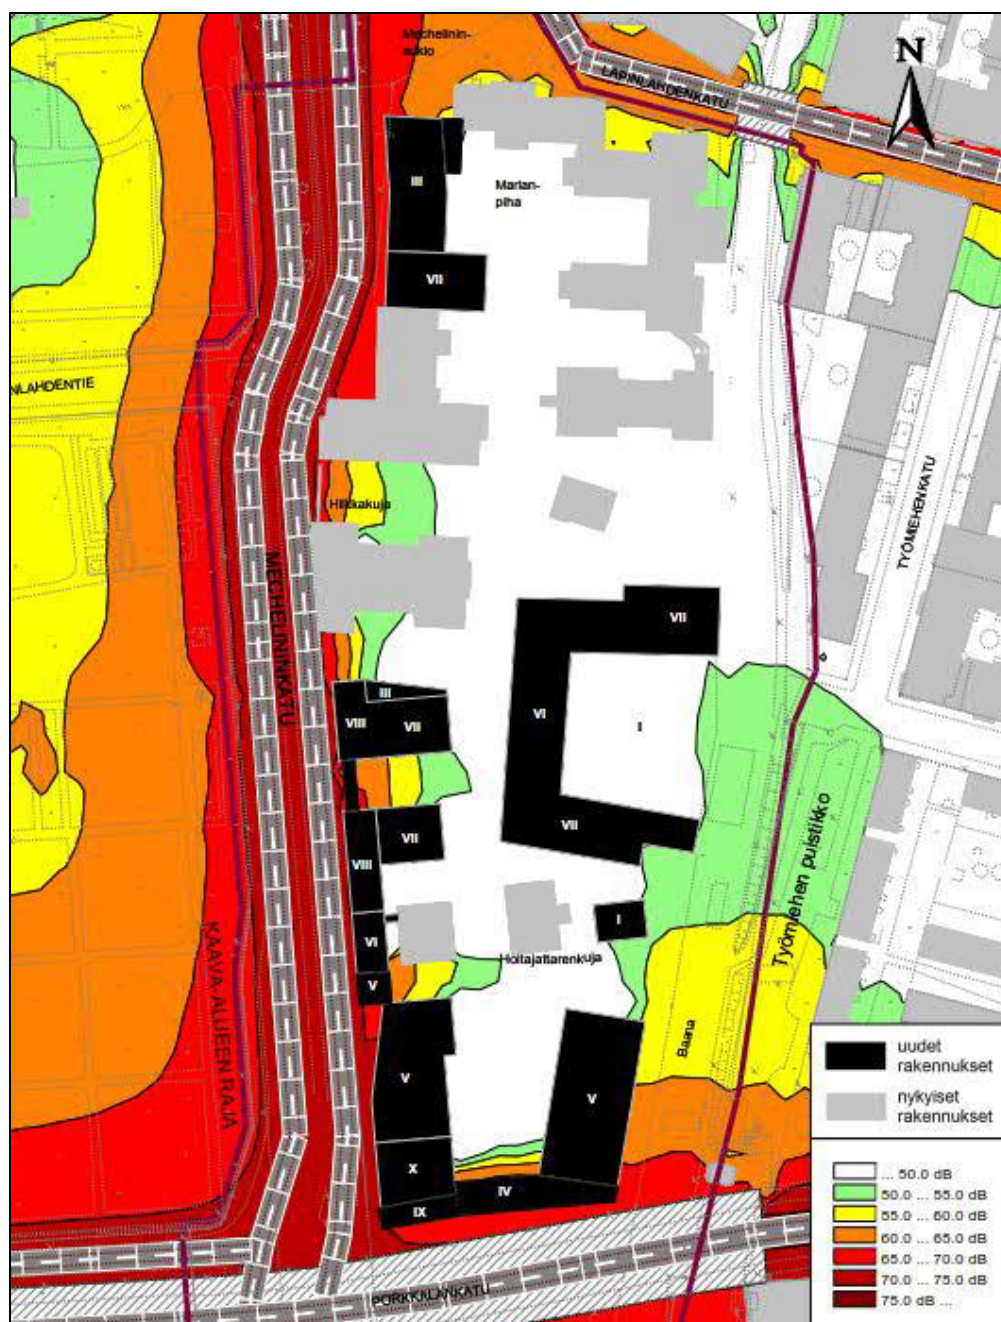 Mechelinin-
aukio
N
LAPINLAHDENKATU
III
Marian-
piha
VII
NLAHDENTIE
Hilkkakuja
TYÖMIEHENKATU
MECHELININKATU
VII
III
VIII
VII
VI
I
VII
VII
VIII
Työmiehen puistikko
I
VI
Hoitajattarenkuja
V
KAAVA ALUEEN RAJA
Baana
V
V
X
IV
IX
PORKKALANKATU
uudet
rakennukset
nykyiset
rakennukset
... 50.0 dB
50.0 ... 55.0 dB
55.0 ... 60.0 dB
60.0 ... 65.0 dB
65.0 ... 70.0 dB
70.0 ... 75.0 dB
75.0 dB ...